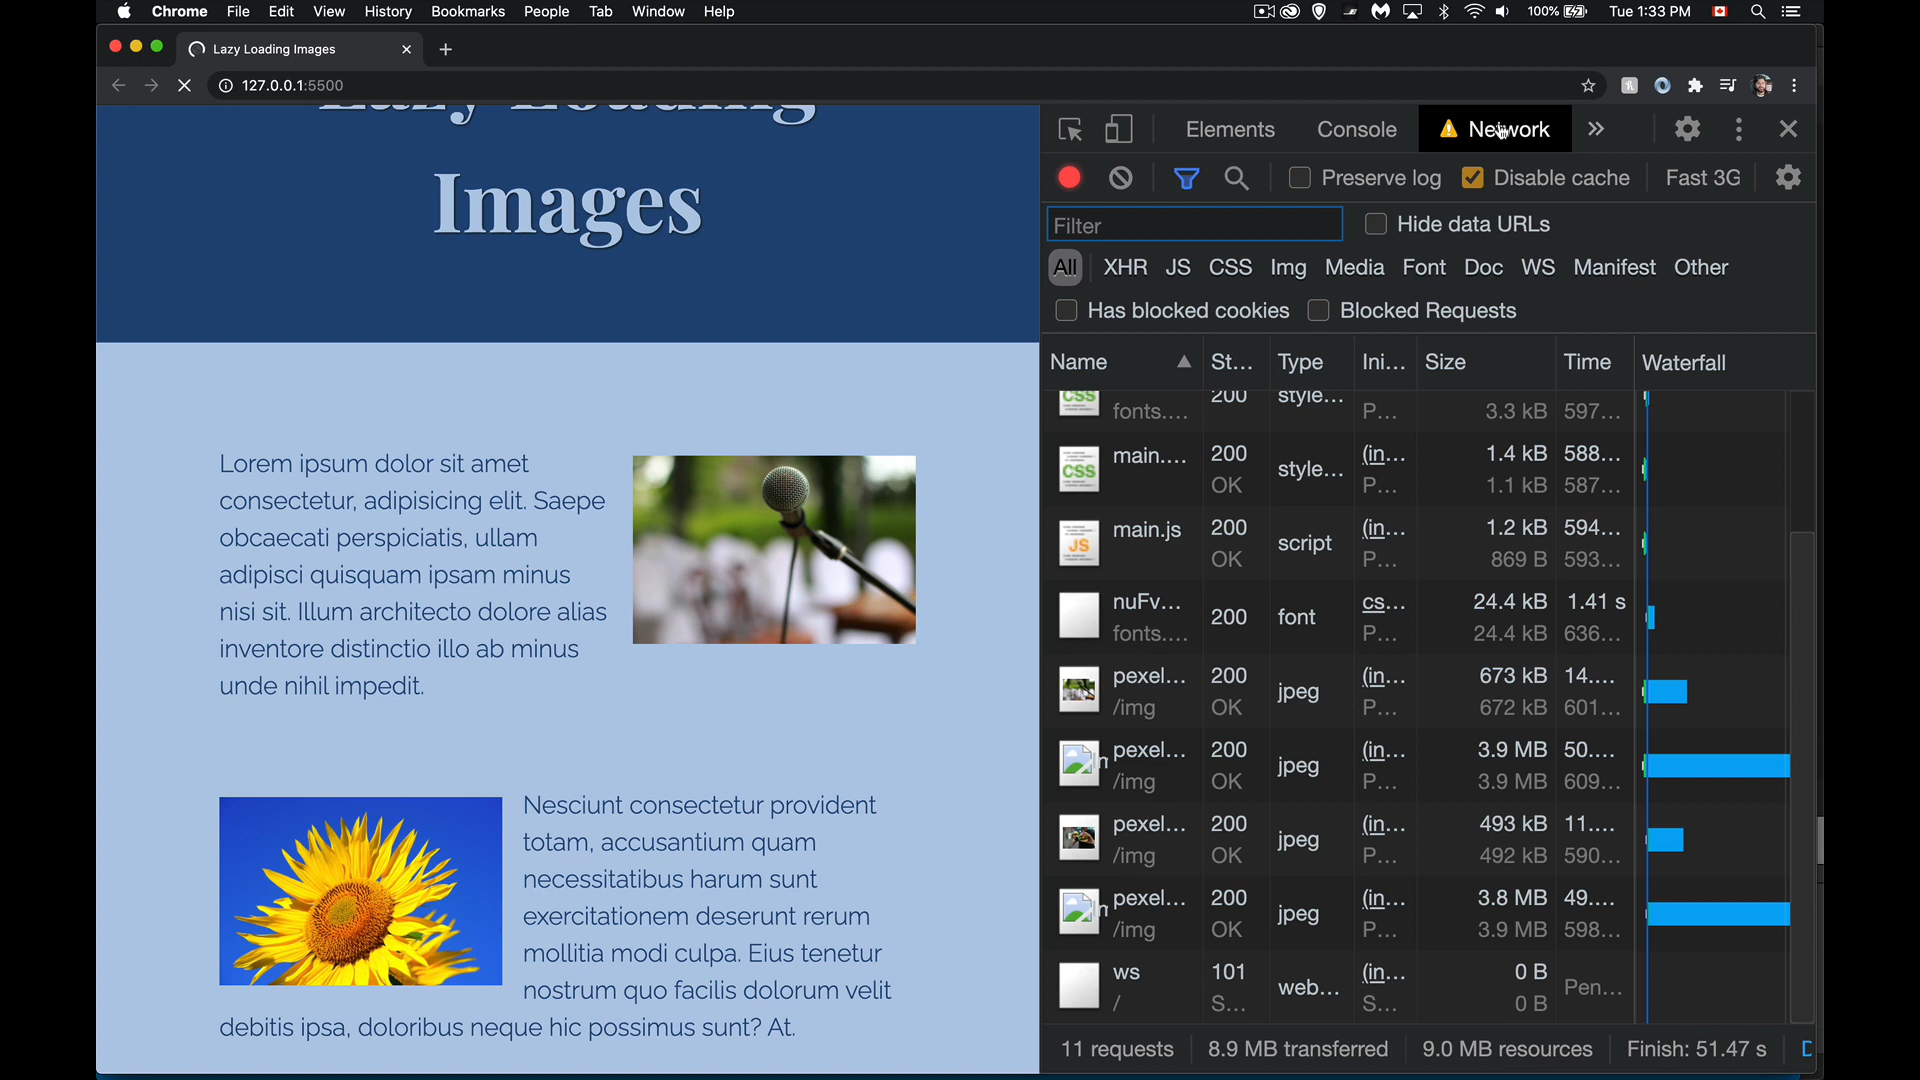 Chrome File Edit View History Bookmarks People Tab Window Help 100% Tue 1:33 PM
Lazy Loading Images
127.0.0.1:5500
Lazy Loading
Images
Lorem ipsum dolor sit amet
consectetur, adipisicing elit. Saepe
obcaecati perspiciatis, ullam
adipisci quisquam ipsam minus
nisi sit. Illum architecto dolore alias
inventore distinctio illo ab minus
unde nihil impedit.
Nesciunt consectetur provident
totam, accusantium quam
necessitatibus harum sunt
exercitationem deserunt rerum
mollitia modi culpa. Eius tenetur
nostrum quo facilis dolorum velit
debitis ipsa, doloribus neque hic possimus sunt? At.
Elements Console Network
Preserve log Disable cache Fast 3G
Filter Hide data URLs
All XHR JS CSS Img Media Font Doc WS Manifest Other
Has blocked cookies Blocked Requests
Name St... Type Ini... Size Time Waterfall
CSS 200 style...
fonts.... P... 3.3 kB 597...
main.... 200 (in... 1.4 kB 588...
CSS style...
OK P... 1.1 kB 587...
main.js 200 (in... 1.2 kB 594...
JS script
OK P... 869 B 593...
nuFv... cs... 24.4 kB 1.41 s
200 font
fonts.... P... 24.4 kB 636...
pexel... 200 (in... 673 kB 14....
jpeg
/img OK P... 672 kB 601...
pexel... 200 (in... 3.9 MB 50....
jpeg
/img OK P... 3.9 MB 609...
pexel... 200 (in... 493 kB 11....
jpeg
/img OK P... 492 kB 590...
pexel... 200 (in... 3.8 MB 49....
jpeg
/img OK P... 3.9 MB 598...
ws 101 (in... 0 B
web... Pen...
/ S... S... 0 B
11 requests 8.9 MB transferred 9.0 MB resources Finish: 51.47 s D